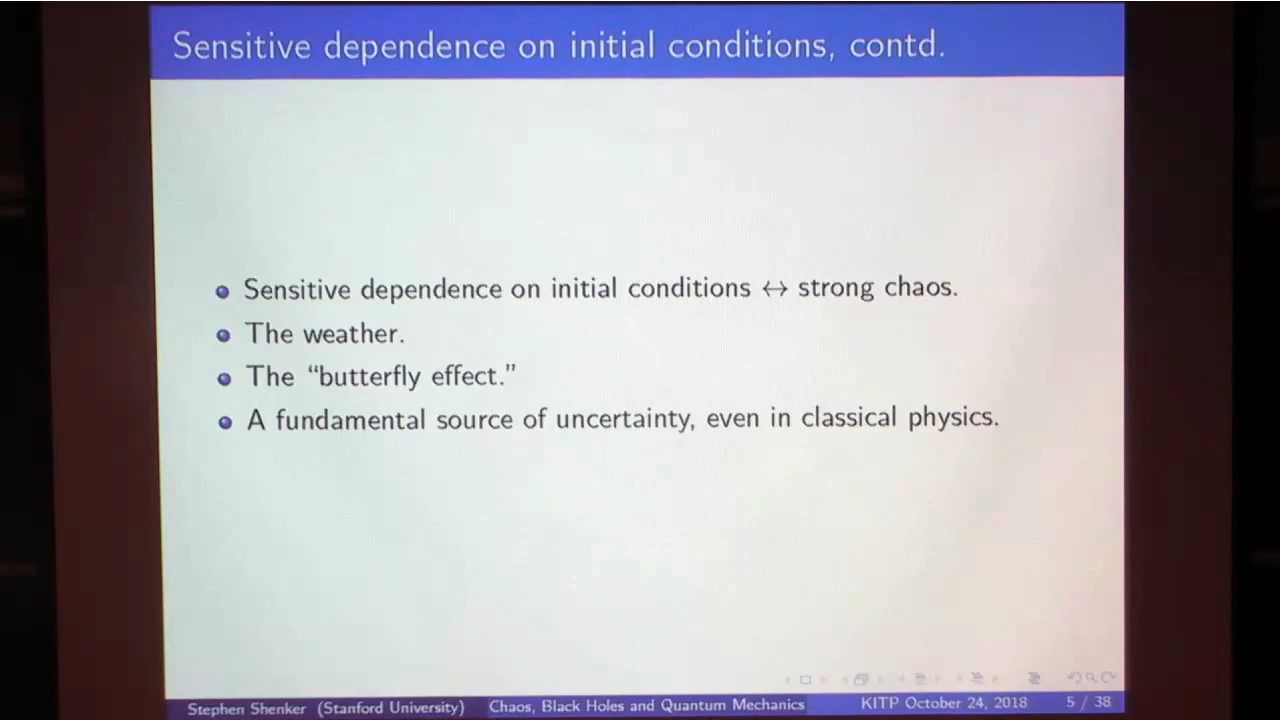 Sensitive dependence on initial conditions, contd.
Sensitive dependence on initial conditions ↔ strong chaos.
The weather.
The “butterfly effect.”
A fundamental source of uncertainty, even in classical physics.
Stephen Shenker (Stanford University) Chaos, Black Holes and Quantum Mechanics KITP October 24, 2018 5 / 38